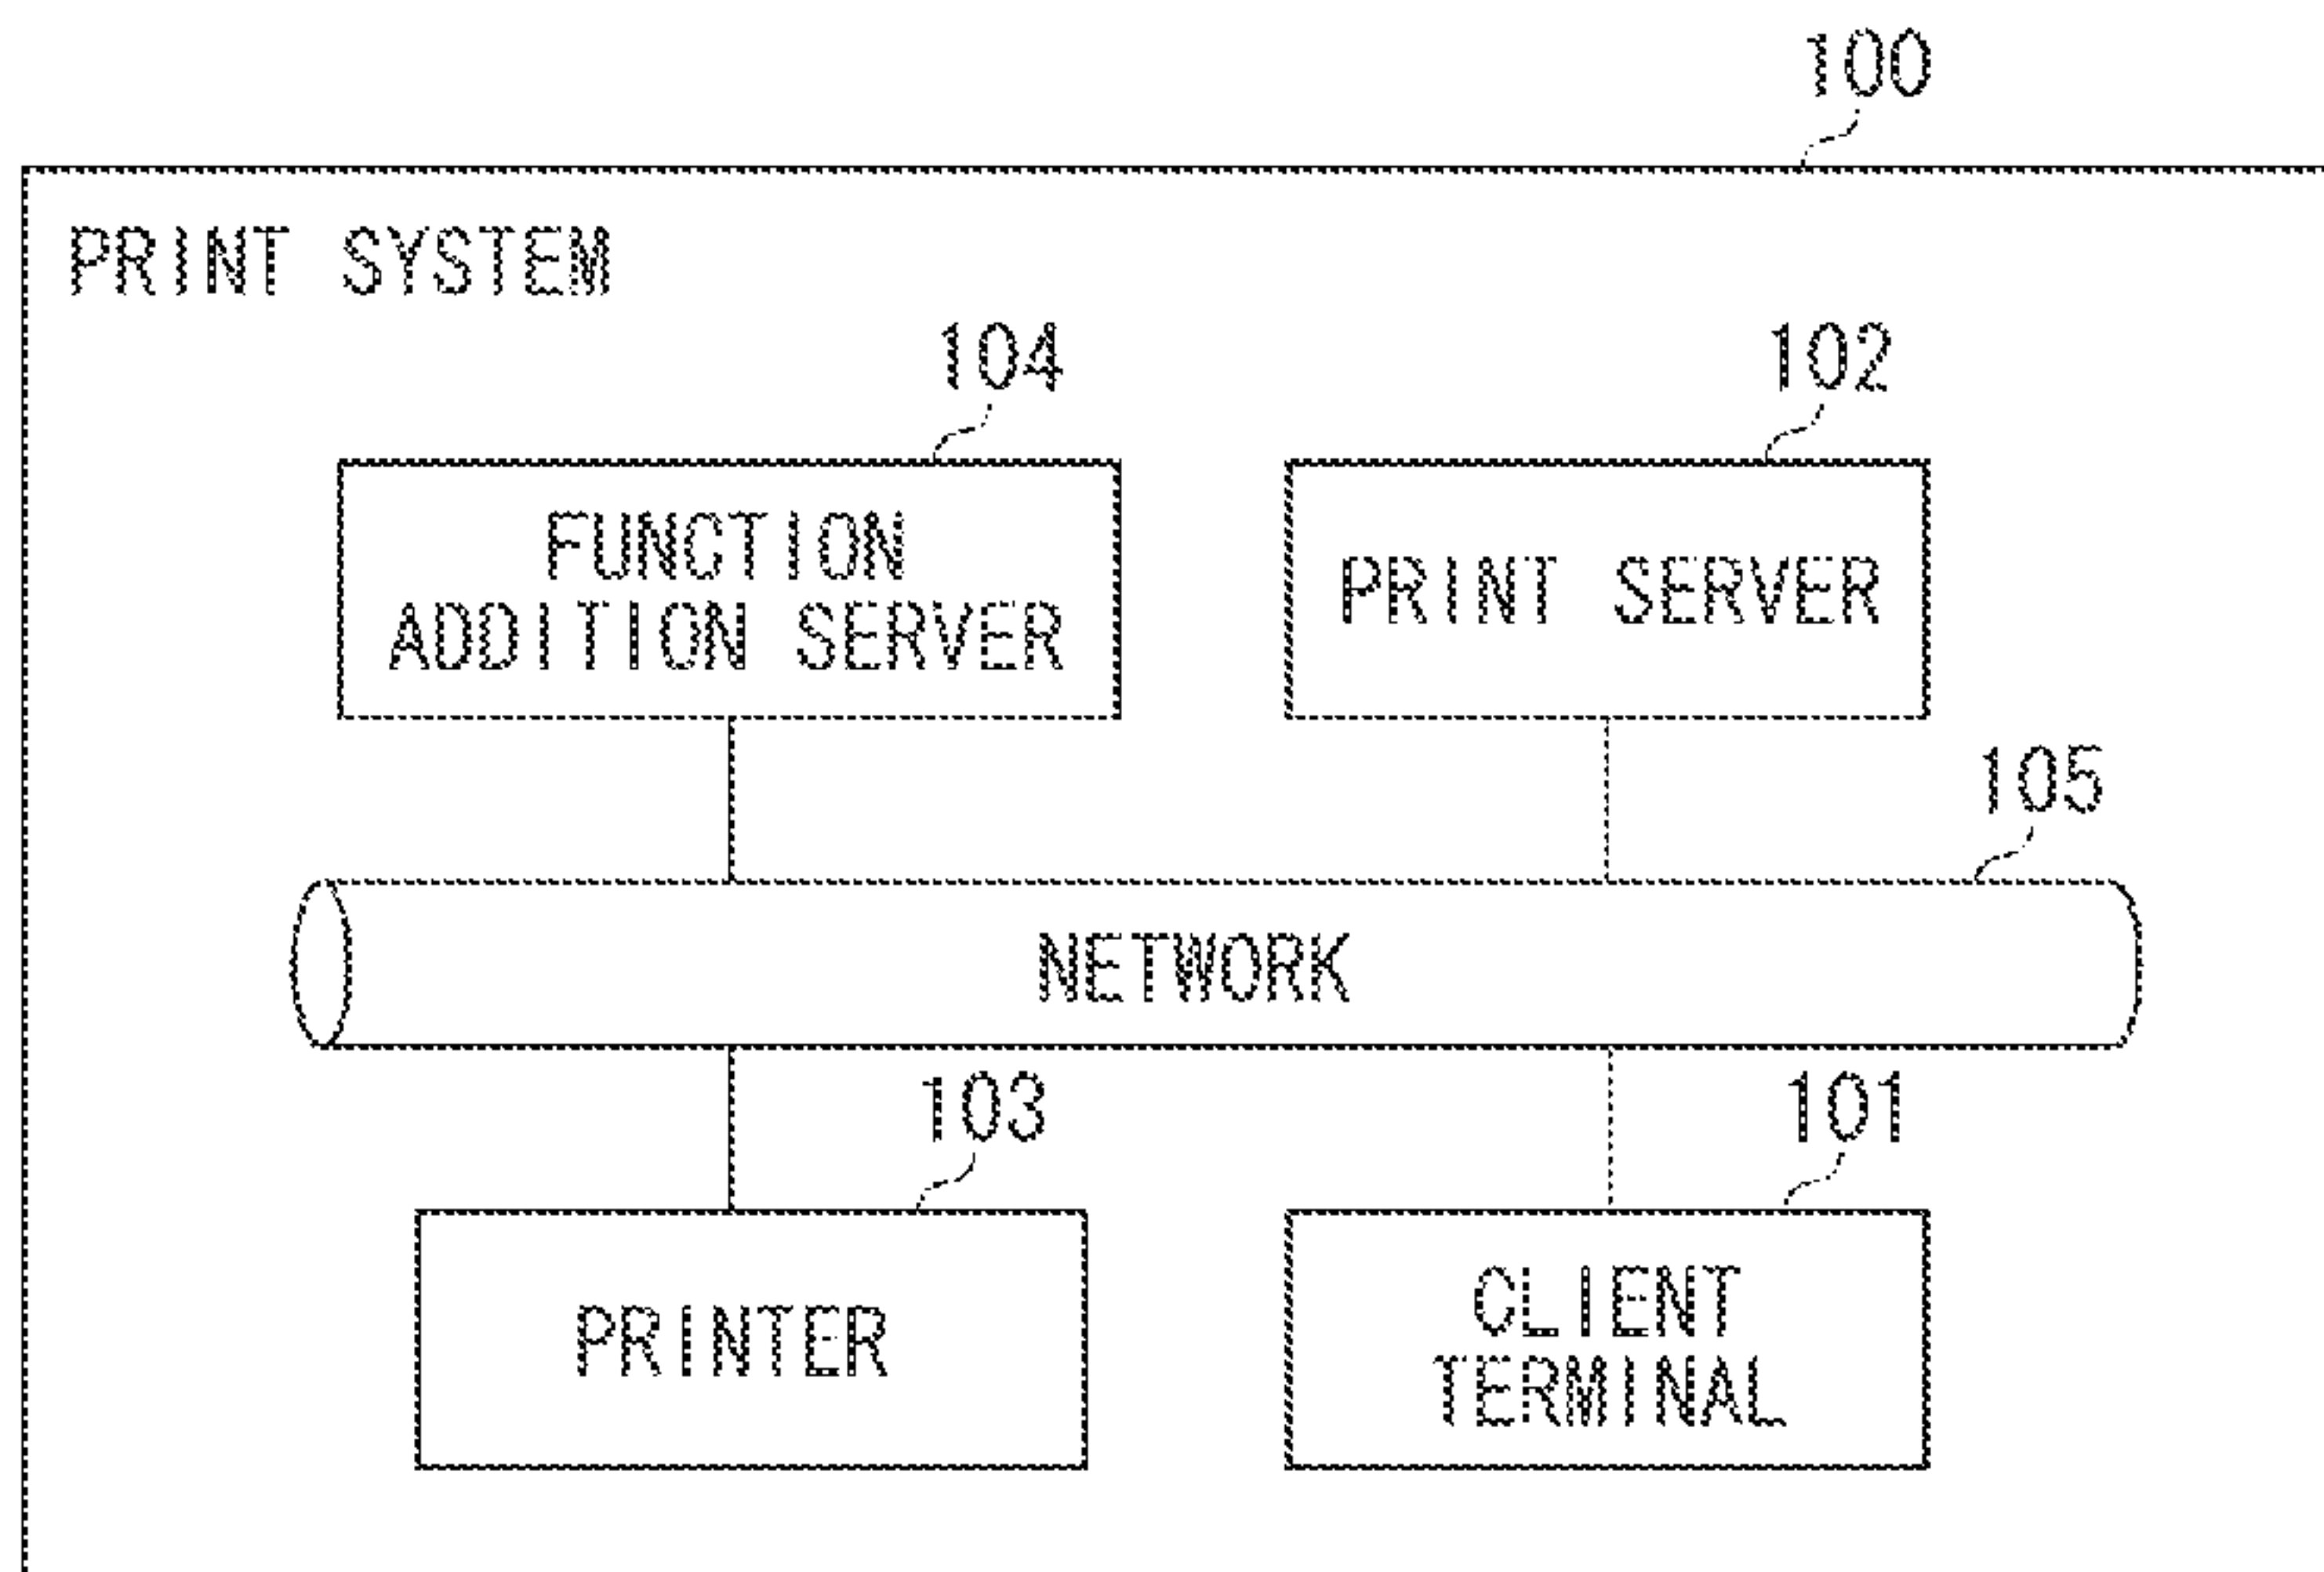 100
PRINT SYSTEM
104
102
FUNCTION
ADDITION SERVER
PRINT SERVER
105
NETWORK
103
101
PRINTER
CLIENT
TERMINAL